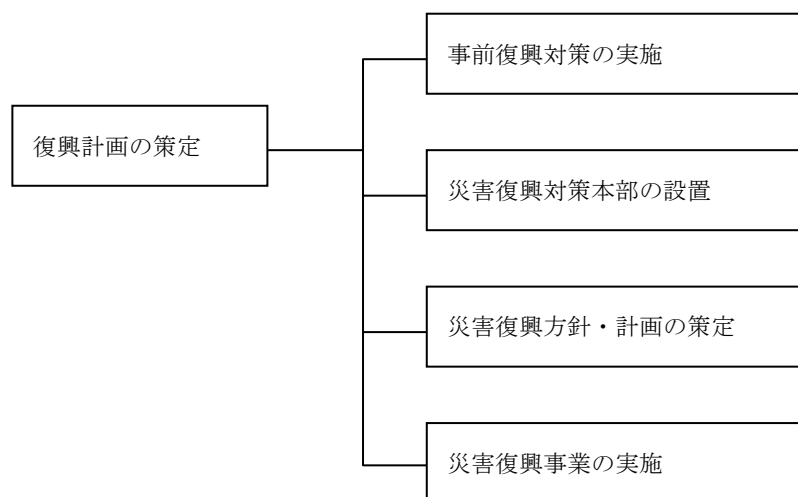 事前復興対策の実施
復興計画の策定
災害復興対策本部の設置
災害復興方針・計画の策定
災害復興事業の実施